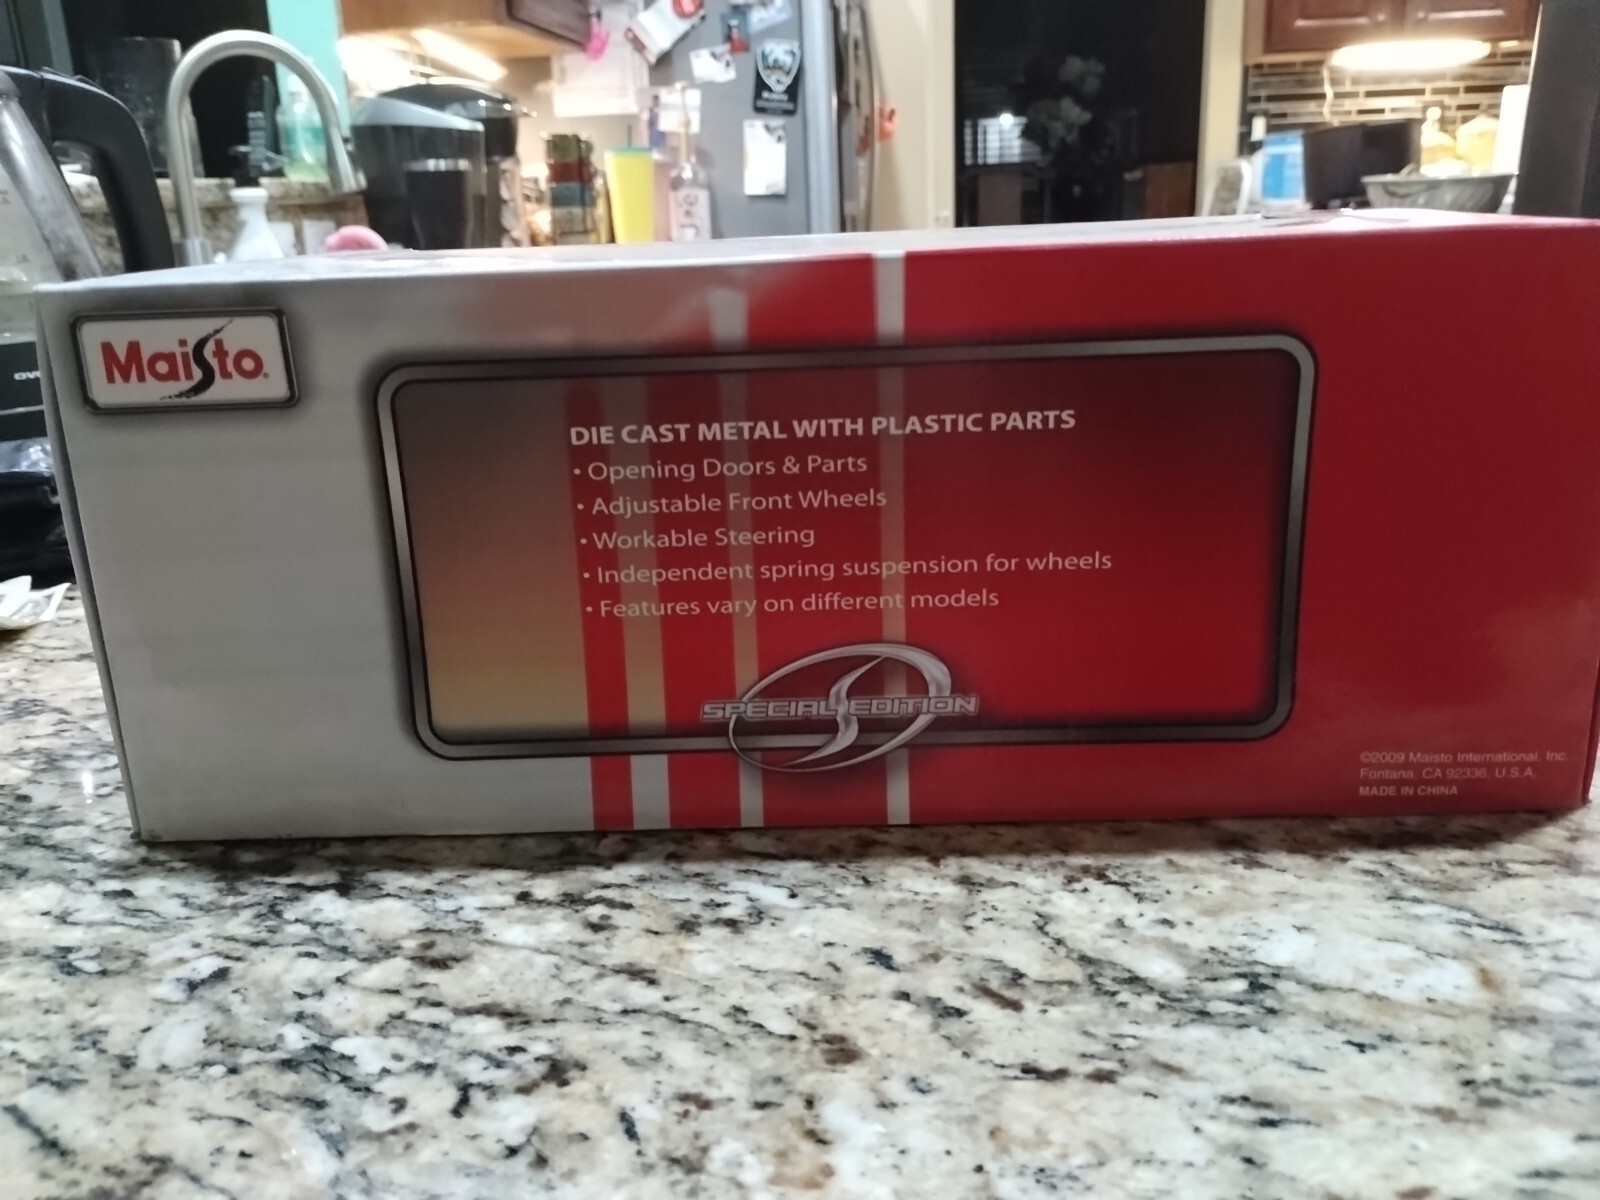 Maisto
DIE CAST METAL WITH PLASTIC PARTS
• Opening Doors & Parts
• Adjustable Front Wheels
• Workable Steering
• Independent spring suspension for wheels
• Features vary on different models
SPECIAL EDITION
©2009 Maisto International, Inc.
Fontana, CA 92336, U.S.A.
MADE IN CHINA